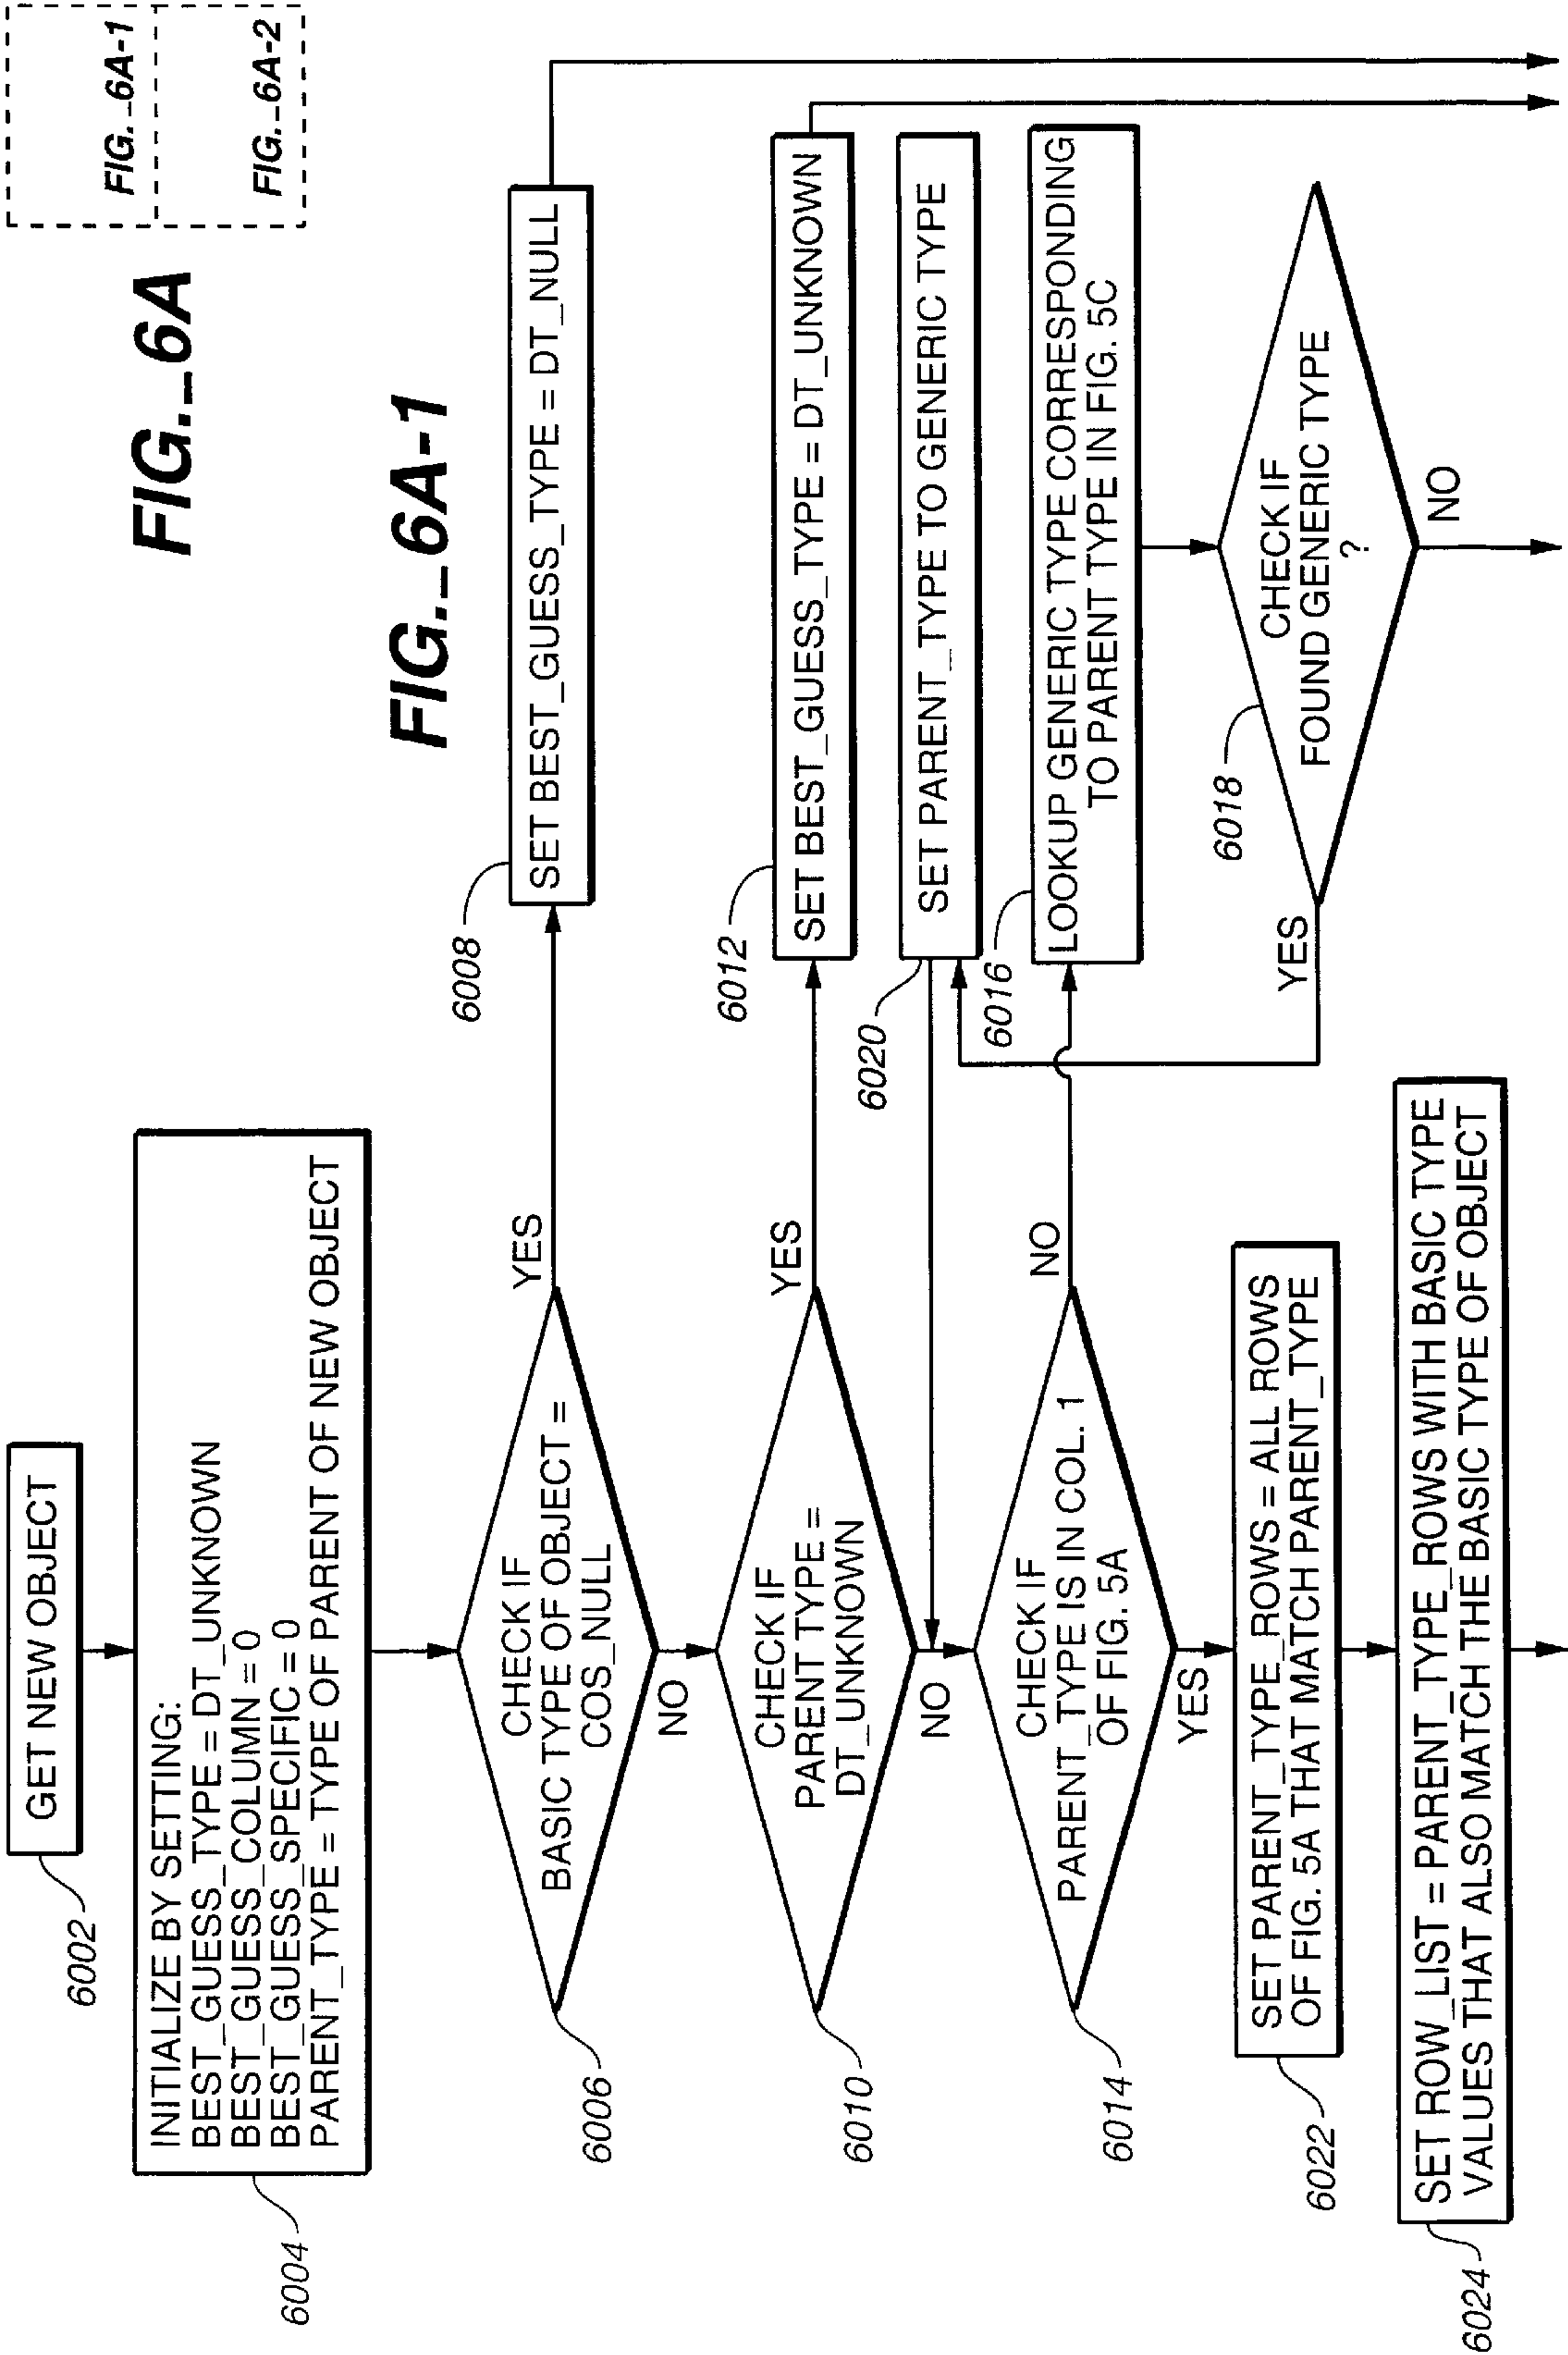 FIG._6A-1
FIG._6A-2
FIG._6A
FIG._6A-1
6002
GET NEW OBJECT
6004
INITIALIZE BY SETTING:
BEST_GUESS_TYPE = DT_UNKNOWN
BEST_GUESS_COLUMN = 0
BEST_GUESS_SPECIFIC = 0
PARENT_TYPE = TYPE OF PARENT OF NEW OBJECT
6006
CHECK IF
BASIC TYPE OF OBJECT =
COS_NULL
YES
NO
6008
SET BEST_GUESS_TYPE = DT_NULL
6010
CHECK IF
PARENT TYPE =
DT_UNKNOWN
YES
NO
6012
SET BEST_GUESS_TYPE = DT_UNKNOWN
6020
SET PARENT_TYPE TO GENERIC TYPE
6014
CHECK IF
PARENT_TYPE IS IN COL. 1
OF FIG. 5A
NO
YES
6016
LOOKUP GENERIC TYPE CORRESPONDING
TO PARENT TYPE IN FIG. 5C
6018
CHECK IF
FOUND GENERIC TYPE
?
YES
NO
6022
SET PARENT_TYPE_ROWS = ALL ROWS
OF FIG. 5A THAT MATCH PARENT_TYPE
6024
SET ROW_LIST = PARENT_TYPE_ROWS WITH BASIC TYPE
VALUES THAT ALSO MATCH THE BASIC TYPE OF OBJECT